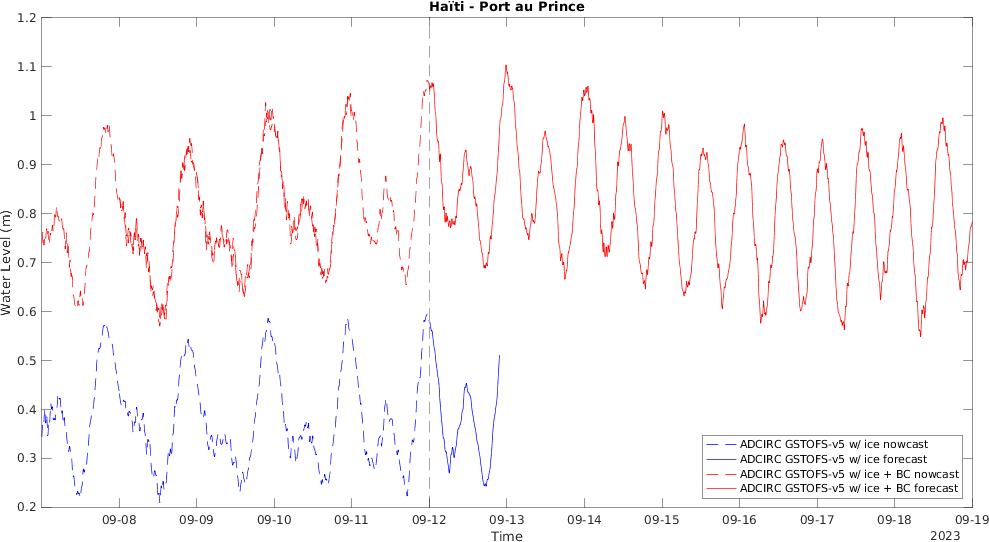 Haïti - Port au Prince
Water Level (m)
1.2
1.1
1
0.9
0.8
0.7
0.6
0.5
0.4
0.3
0.2
ADCIRC GSTOFS-v5 w/ ice nowcast
ADCIRC GSTOFS-v5 w/ ice forecast
ADCIRC GSTOFS-v5 w/ ice + BC nowcast
ADCIRC GSTOFS-v5 w/ ice + BC forecast
09-08 09-09 09-10 09-11 09-12 09-13 09-14 09-15 09-16 09-17 09-18 09-19
Time
2023